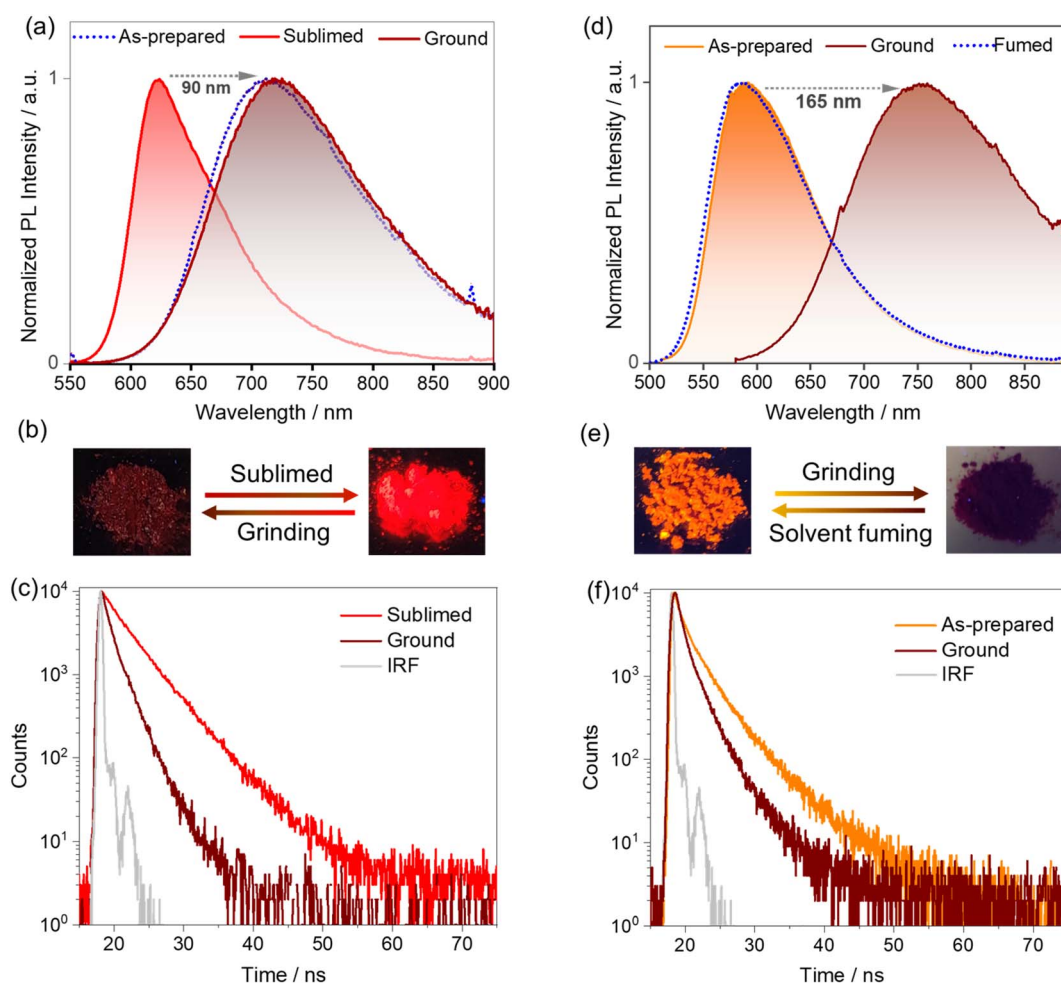 (a)
As-prepared Sublimed Ground
90 nm
Normalized PL Intensity / a.u.
1
0
550 600 650 700 750 800 850 900
Wavelength / nm
(d)
As-prepared Ground Fumed
165 nm
Normalized PL Intensity / a.u.
1
0
500 550 600 650 700 750 800 850
Wavelength / nm
(b)
Sublimed
Grinding
(e)
Grinding
Solvent fuming
(c)
Sublimed
Ground
IRF
Counts
10⁴
10³
10²
10¹
10⁰
20 30 40 50 60 70
Time / ns
(f)
As-prepared
Ground
IRF
Counts
10⁴
10³
10²
10¹
10⁰
20 30 40 50 60 70
Time / ns